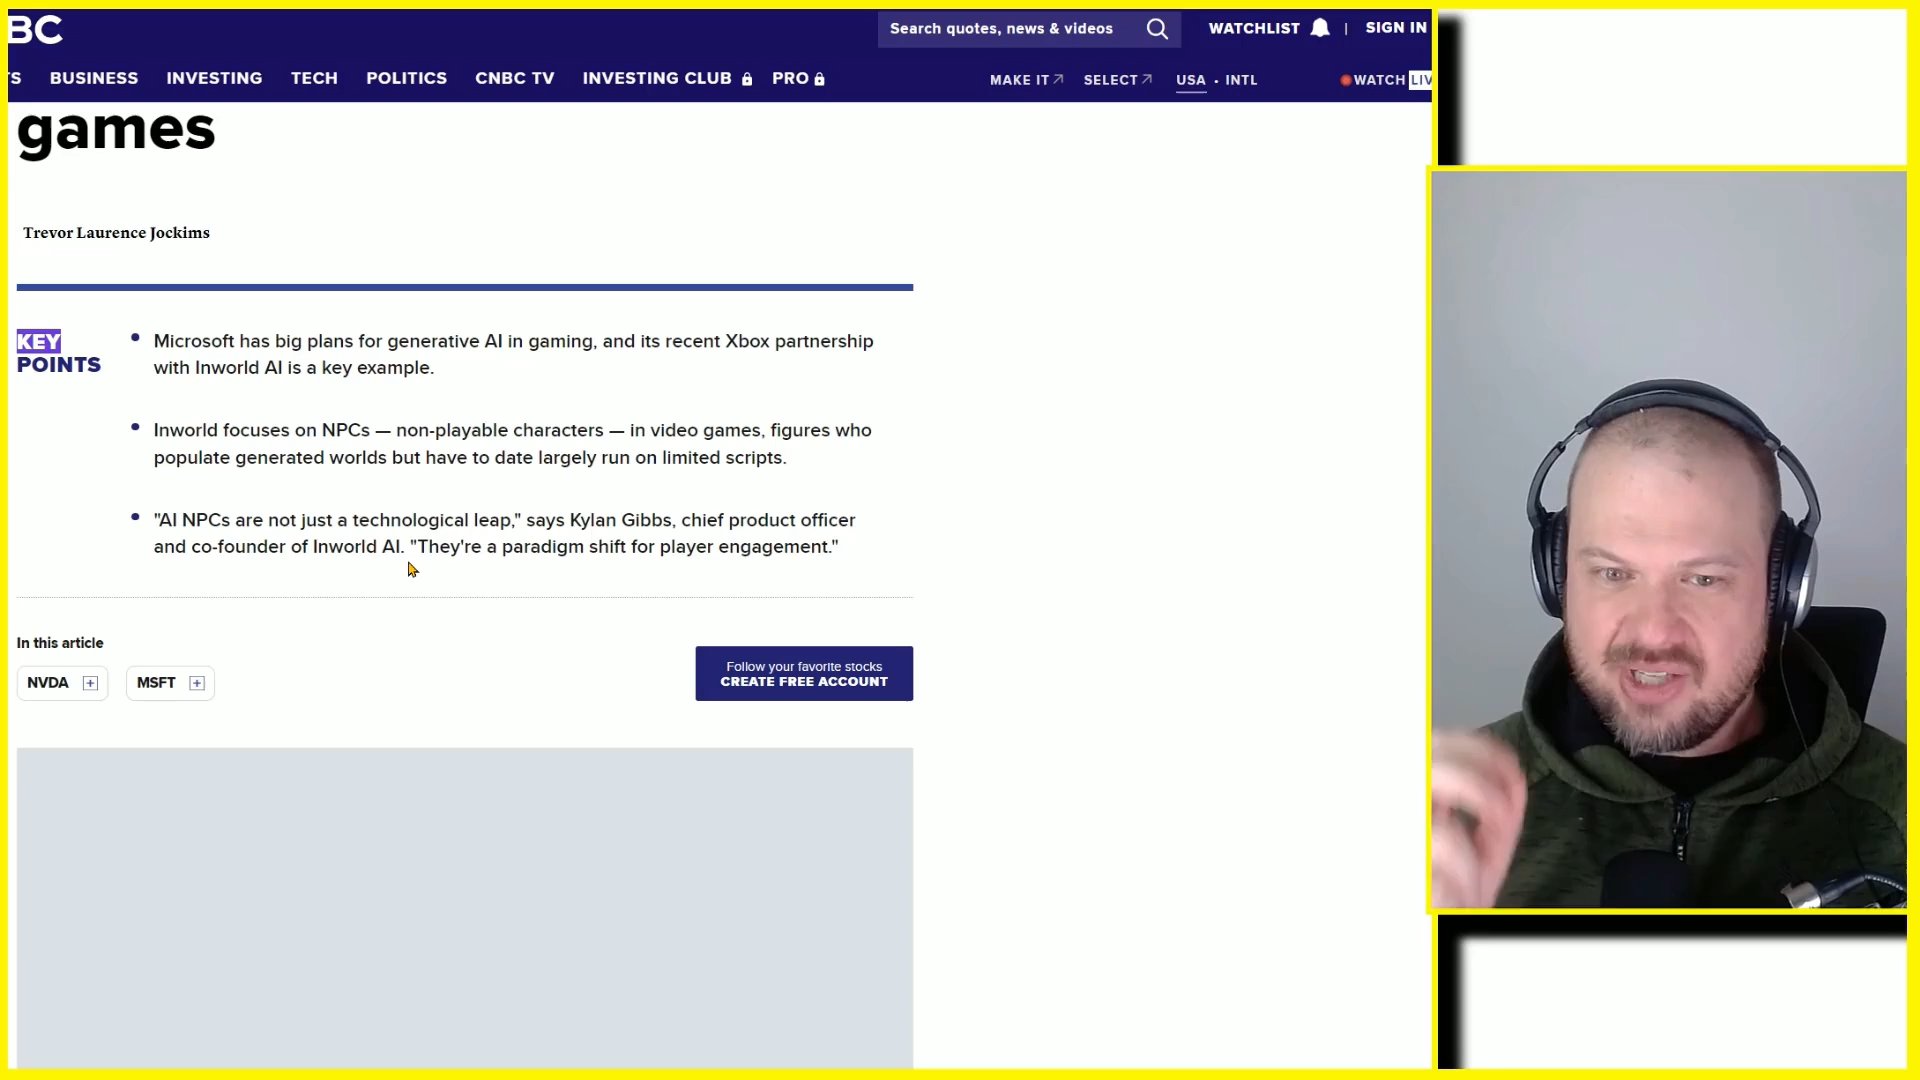 BC
Search quotes, news & videos
WATCHLIST | SIGN IN
TS BUSINESS INVESTING TECH POLITICS CNBC TV INVESTING CLUB PRO MAKE IT SELECT USA • INTL WATCH LIV
games
Trevor Laurence Jockims
KEY
POINTS
Microsoft has big plans for generative AI in gaming, and its recent Xbox partnership
with Inworld AI is a key example.
Inworld focuses on NPCs — non-playable characters — in video games, figures who
populate generated worlds but have to date largely run on limited scripts.
"AI NPCs are not just a technological leap," says Kylan Gibbs, chief product officer
and co-founder of Inworld AI. "They're a paradigm shift for player engagement."
In this article
NVDA +
MSFT +
Follow your favorite stocks
CREATE FREE ACCOUNT